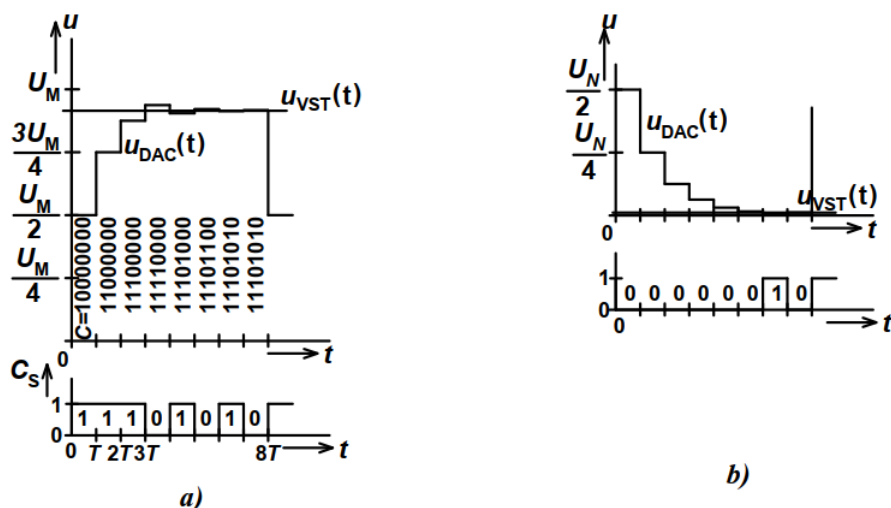 u
U_M
u_VST(t)
3U_M
4
u_DAC(t)
U_M
2
U_M
4
C=10000000
11000000
11100000
11110000
11101000
11101100
11101010
11101010
0
t
C_S
1
1 1 1 0 1 0 1 0
0
0 T 2T 3T 8T
t
a)
u
U_N
2
u_DAC(t)
U_N
4
u_VST(t)
0
t
1
0 0 0 0 0 0 1 0
0
0
t
b)